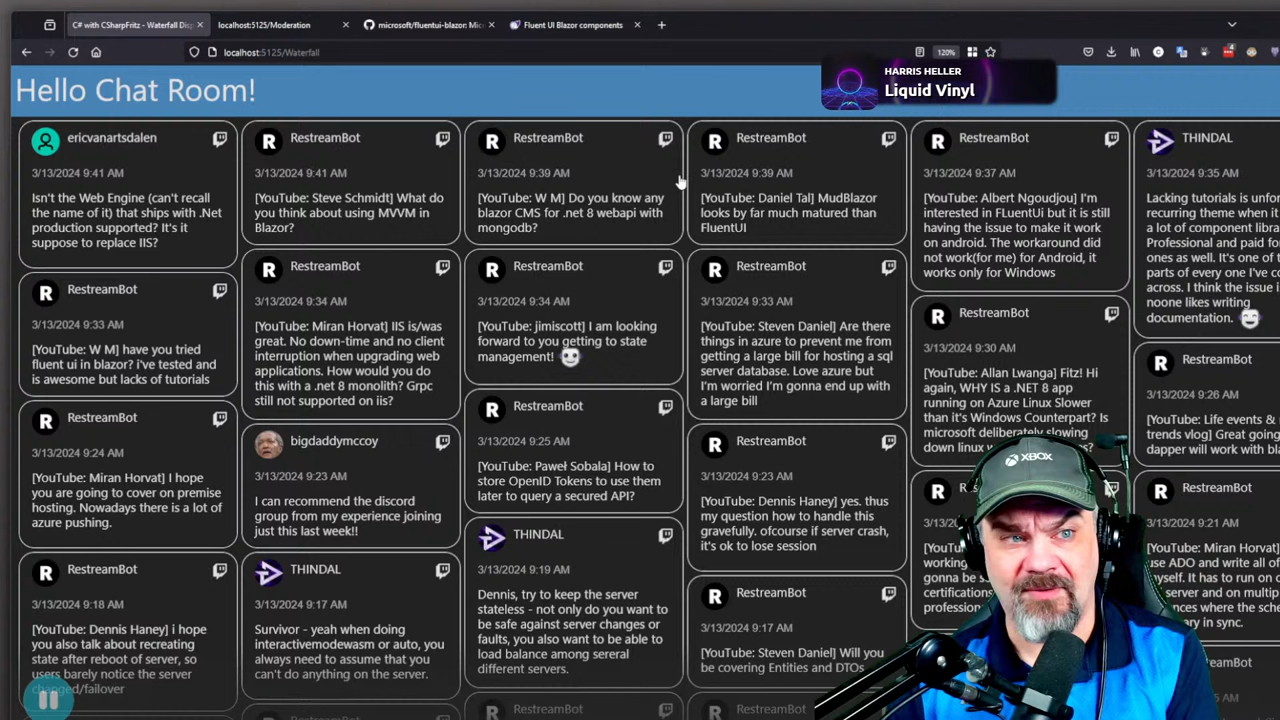 C# with CSharpFritz - Waterfall Dis
localhost:5125/Moderation
microsoft/fluentui-blazor: Mic
Fluent UI Blazor components
localhost:5125/Waterfall
120%
HARRIS HELLER
Liquid Vinyl
Hello Chat Room!
ericvanartsdalen
3/13/2024 9:41 AM
Isn't the Web Engine (can't recall
the name of it) that ships with .Net
production supported? It's it
suppose to replace IIS?
RestreamBot
3/13/2024 9:41 AM
[YouTube: Steve Schmidt] What do
you think about using MVVM in
Blazor?
RestreamBot
3/13/2024 9:39 AM
[YouTube: W M] Do you know any
blazor CMS for .net 8 webapi with
mongodb?
RestreamBot
3/13/2024 9:39 AM
[YouTube: Daniel Tal] MudBlazor
looks by far much matured than
FluentUI
RestreamBot
3/13/2024 9:37 AM
[YouTube: Albert Ngoudjou] I'm
interested in FLuentUi but it is still
having the issue to make it work
on android. The workaround did
not work(for me) for Android, it
works only for Windows
THINDAL
3/13/2024 9:35 AM
Lacking tutorials is unfor
recurring theme when it
a lot of component libra
Professional and paid fo
ones as well. It's one of
parts of every one I've co
across. I think the issue i
noone likes writing
documentation.
RestreamBot
3/13/2024 9:33 AM
[YouTube: W M] have you tried
fluent ui in blazor? i've tested and
is awesome but lacks of tutorials
RestreamBot
3/13/2024 9:34 AM
[YouTube: Miran Horvat] IIS is/was
great. No down-time and no client
interruption when upgrading web
applications. How would you do
this with a .net 8 monolith? Grpc
still not supported on iis?
RestreamBot
3/13/2024 9:34 AM
[YouTube: jimiscott] I am looking
forward to you getting to state
management!
RestreamBot
3/13/2024 9:33 AM
[YouTube: Steven Daniel] Are there
things in azure to prevent me from
getting a large bill for hosting a sql
server database. Love azure but
I'm worried I'm gonna end up with
a large bill
RestreamBot
3/13/2024 9:30 AM
[YouTube: Allan Lwanga] Fitz! Hi
again, WHY IS a .NET 8 app
running on Azure Linux Slower
than it's Windows Counterpart? Is
microsoft deliberately slowing
down linux
RestreamBot
3/13/2024 9:26 AM
[YouTube: Life events &
trends vlog] Great going
dapper will work with bl
RestreamBot
3/13/2024 9:24 AM
[YouTube: Miran Horvat] I hope
you are going to cover on premise
hosting. Nowadays there is a lot of
azure pushing.
bigdaddymccoy
3/13/2024 9:23 AM
I can recommend the discord
group from my experience joining
just this last week!!
RestreamBot
3/13/2024 9:25 AM
[YouTube: Paweł Sobala] How to
store OpenID Tokens to use them
later to query a secured API?
RestreamBot
3/13/2024 9:23 AM
[YouTube: Dennis Haney] yes. thus
my question how to handle this
gravefully. ofcourse if server crash,
it's ok to lose session
[YouTu
working
gonna be s
certifications
profession
RestreamBot
3/13/2024 9:21 AM
[YouTube: Miran Horvat]
use ADO and write all of
yself. It has to run on
and on multip
nces where the sche
ary in sync.
RestreamBot
3/13/2024 9:18 AM
[YouTube: Dennis Haney] i hope
you also talk about recreating
state after reboot of server, so
users barely notice the server
changed/failover
THINDAL
3/13/2024 9:17 AM
Survivor - yeah when doing
interactivemodewasm or auto, you
always need to assume that you
can't do anything on the server.
THINDAL
3/13/2024 9:19 AM
Dennis, try to keep the server
stateless - not only do you want to
be safe against server changes or
faults, you also want to be able to
load balance among sereral
different servers.
RestreamBot
3/13/2024 9:17 AM
[YouTube: Steven Daniel] Will you
be covering Entities and DTOs
XBOX
RestreamBot
RestreamBot